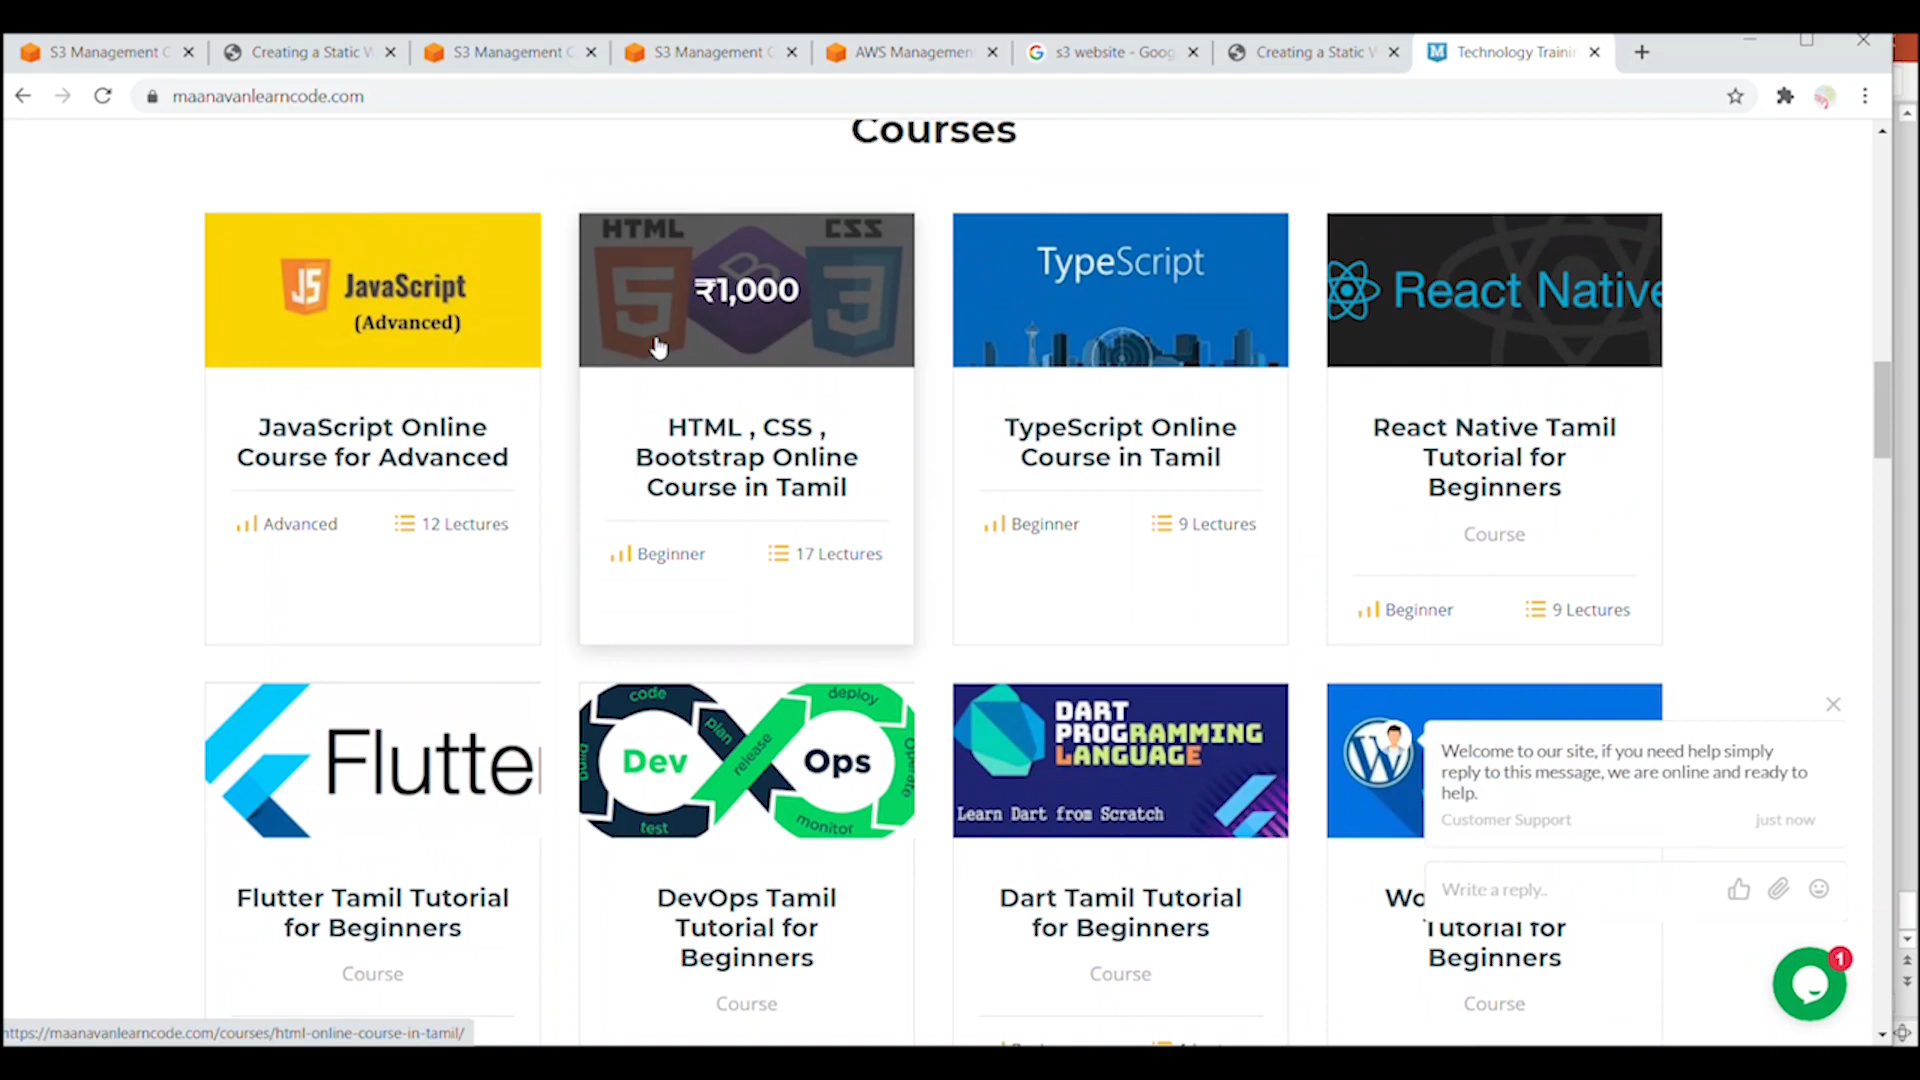 S3 Management C
Creating a Static W
S3 Management C
S3 Management C
AWS Managemen
s3 website - Goog
Creating a Static W
Technology Trainin
maanavanlearncode.com
Courses
JS JavaScript
(Advanced)
HTML CSS
5 B 3
₹1,000
TypeScript
React Native
JavaScript Online
Course for Advanced
Advanced 12 Lectures
HTML , CSS ,
Bootstrap Online
Course in Tamil
Beginner 17 Lectures
TypeScript Online
Course in Tamil
Beginner 9 Lectures
React Native Tamil
Tutorial for
Beginners
Course
Beginner 9 Lectures
Flutte
code
deploy
plan
build
Dev
release
Ops
Operate
test
monitor
DART
PROGRAMMING
LANGUAGE
Learn Dart from Scratch
W
Flutter Tamil Tutorial
for Beginners
Course
DevOps Tamil
Tutorial for
Beginners
Course
Dart Tamil Tutorial
for Beginners
Course
Wo
Tutorial for
Beginners
Course
Welcome to our site, if you need help simply
reply to this message, we are online and ready to
help.
Customer Support just now
Write a reply..
1
https://maanavanlearncode.com/courses/html-online-course-in-tamil/